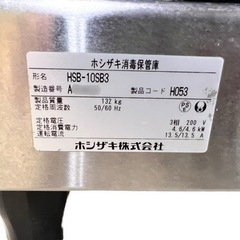 ホシザキ消毒保管庫
形名 HSB-10SB3
製造番号 A 製造品コード H053
製品質量 132 kg
定格周波数 50/60 Hz
定格電圧 3相 200 V
定格消費電力 4.6/4.6 kW
運転電流 13.5/13.5 A
ホシザキ株式会社